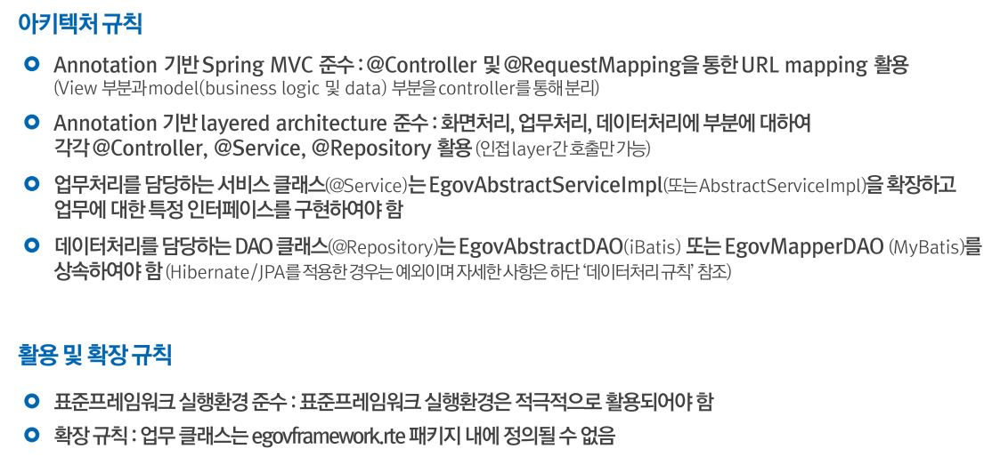 아키텍처 규칙
Annotation 기반 Spring MVC 준수 : @Controller 및 @RequestMapping을 통한 URL mapping 활용
(View 부분과 model(business logic 및 data) 부분을 controller를 통해 분리)
Annotation 기반 layered architecture 준수 : 화면처리, 업무처리, 데이터처리에 부분에 대하여
각각 @Controller, @Service, @Repository 활용 (인접 layer간 호출만 가능)
업무처리를 담당하는 서비스 클래스(@Service)는 EgovAbstractServiceImpl(또는 AbstractServiceImpl)을 확장하고
업무에 대한 특정 인터페이스를 구현하여야 함
데이터처리를 담당하는 DAO 클래스(@Repository)는 EgovAbstractDAO(iBatis) 또는 EgovMapperDAO (MyBatis)를
상속하여야 함 (Hibernate/JPA를 적용한 경우는 예외이며 자세한 사항은 하단 ‘데이터처리 규칙’ 참조)
활용 및 확장 규칙
표준프레임워크 실행환경 준수 : 표준프레임워크 실행환경은 적극적으로 활용되어야 함
확장 규칙 : 업무 클래스는 egovframework.rte 패키지 내에 정의될 수 없음